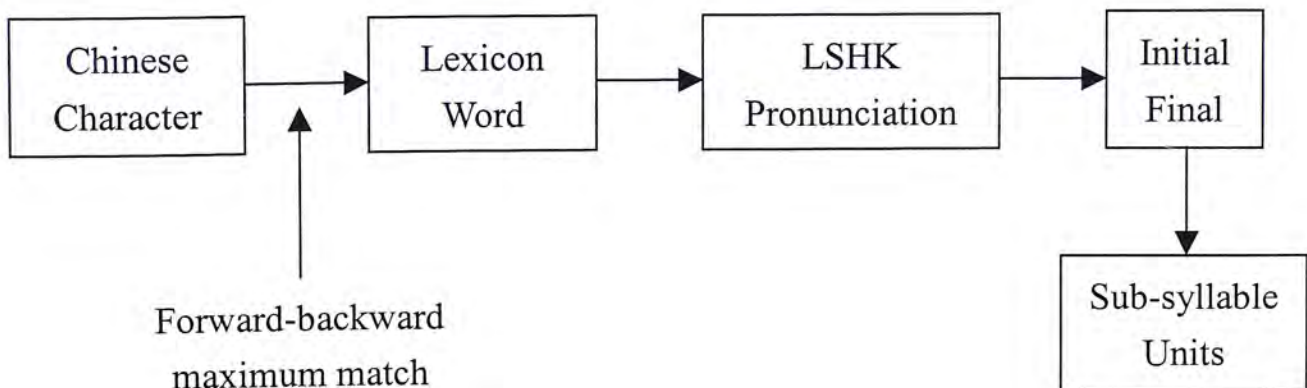 Chinese
Character
Lexicon
Word
LSHK
Pronunciation
Initial
Final
Forward-backward
maximum match
Sub-syllable
Units